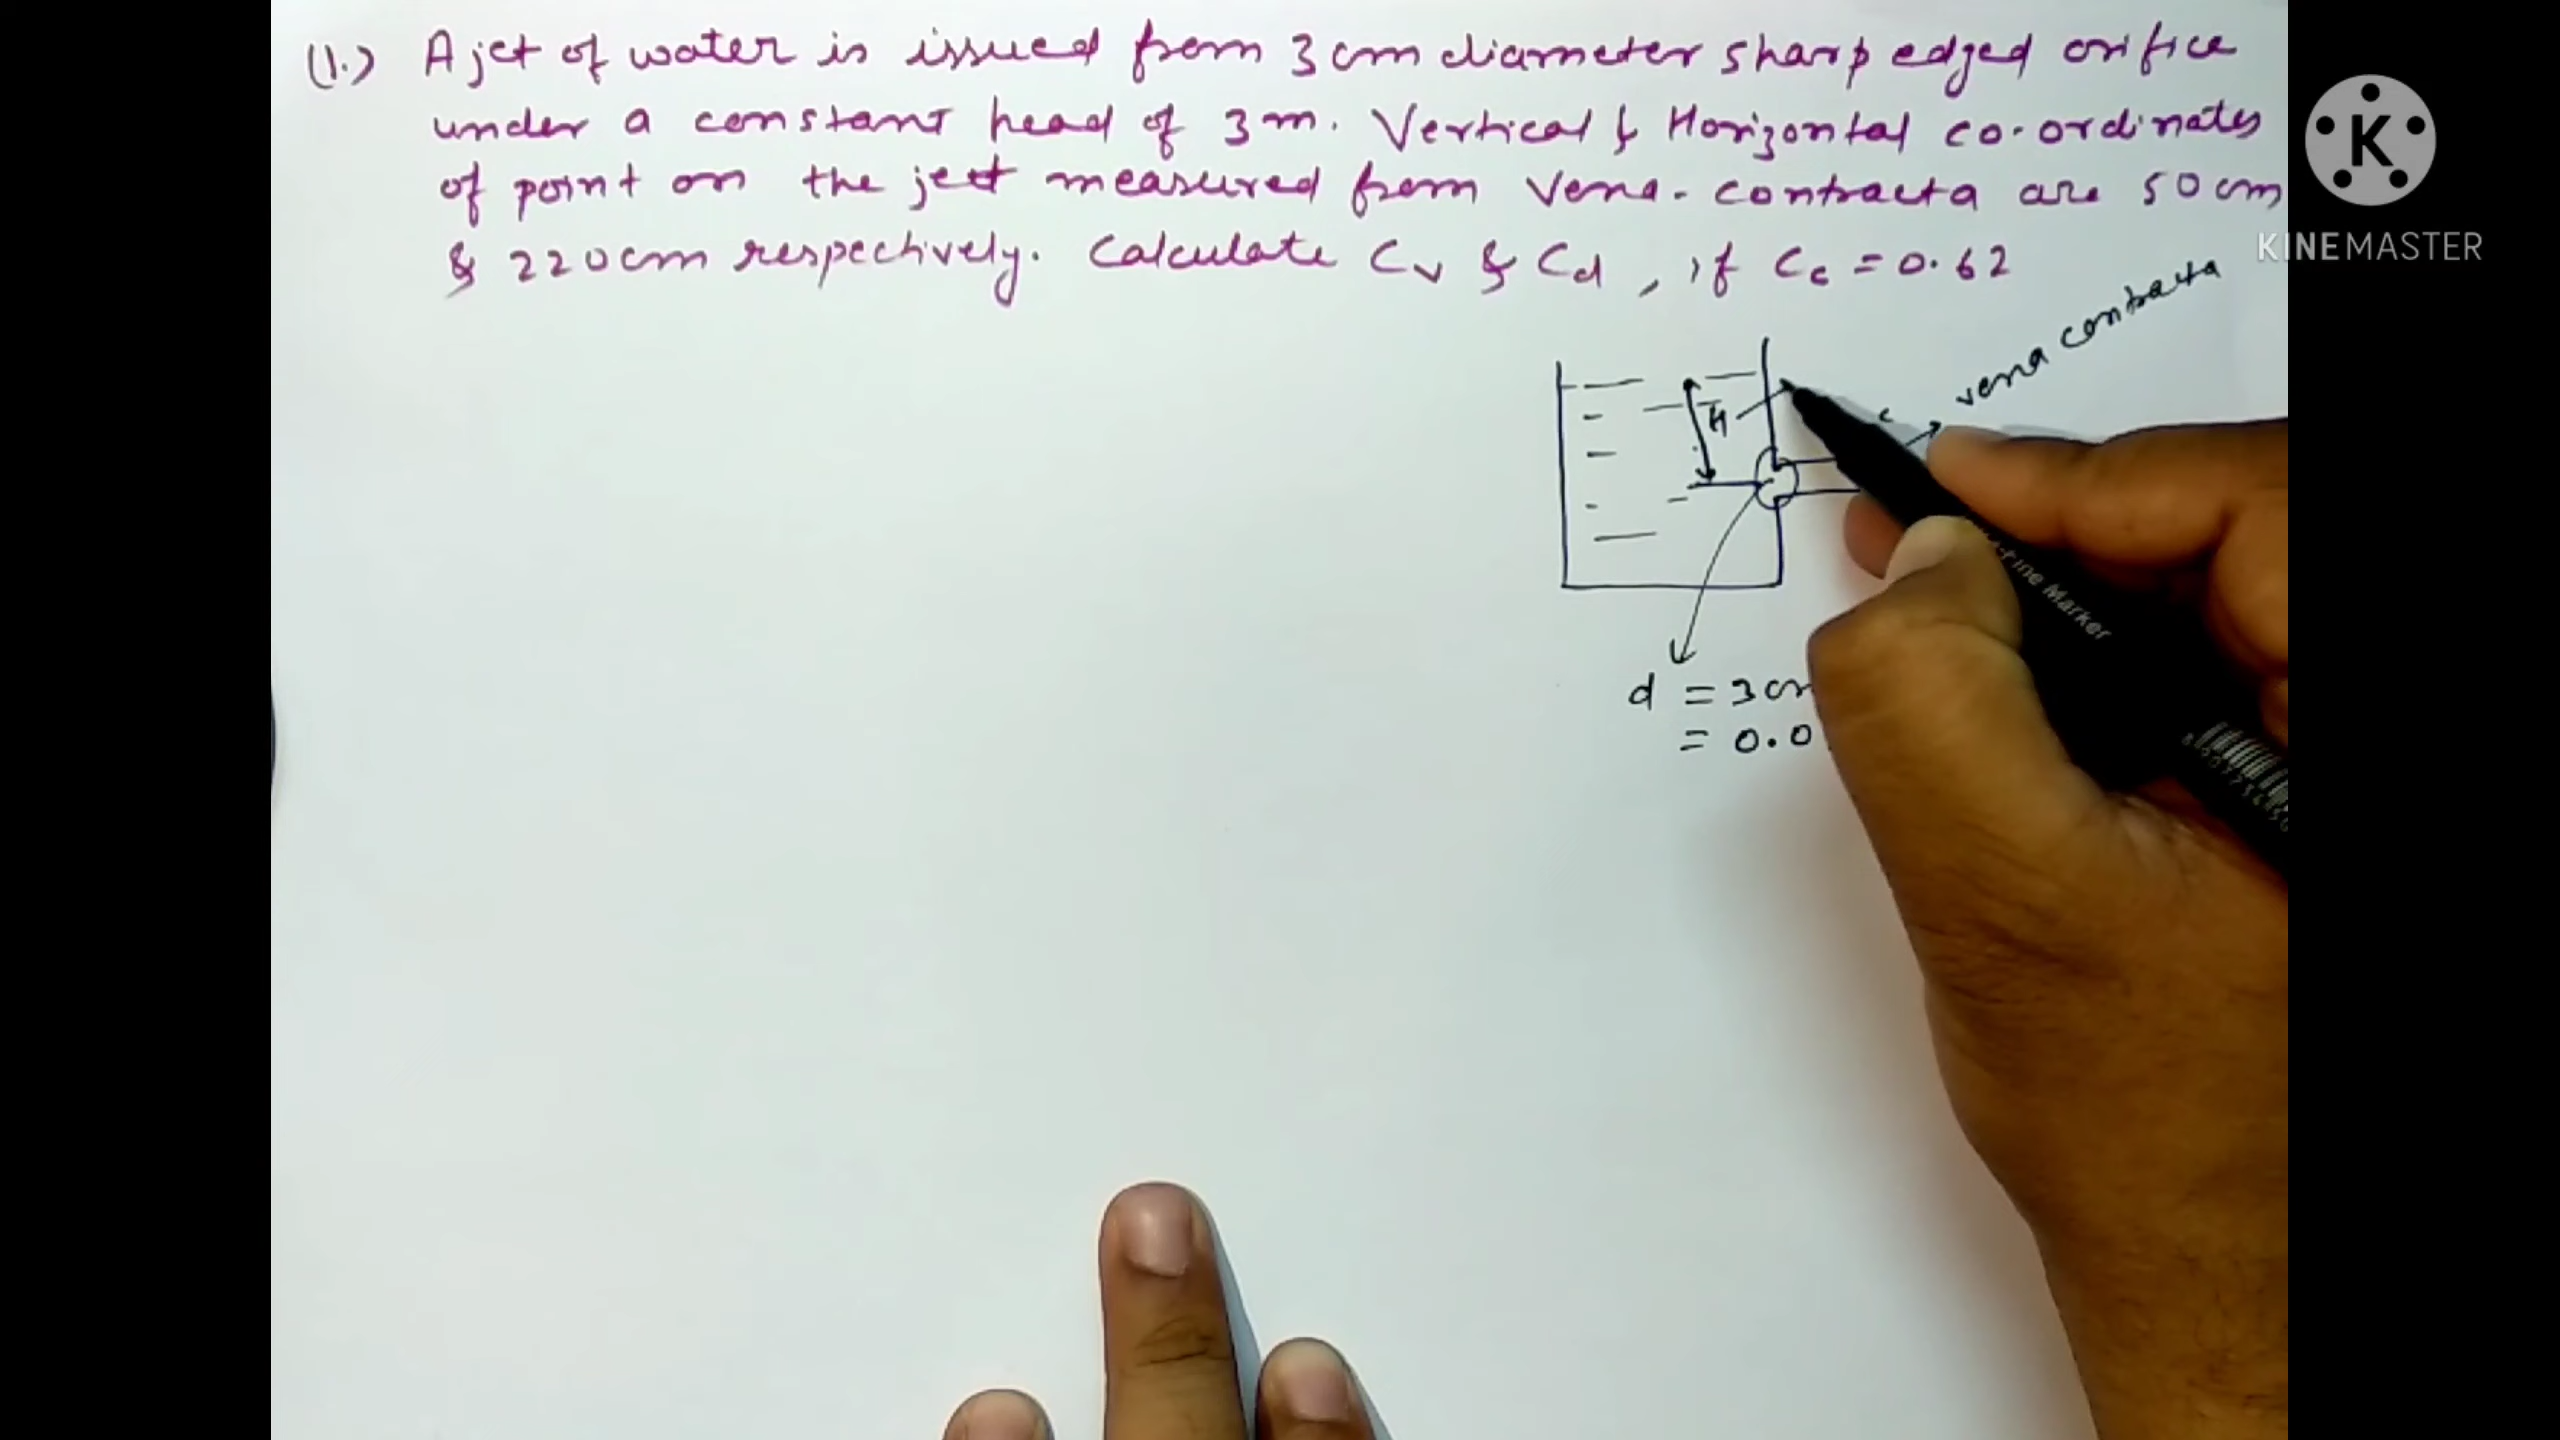 (1.) A jet of water is issued from 3 cm diameter sharp edged orifice
under a constant head of 3 m. Vertical & Horizontal co-ordinates
of point on the jet measured from Vena-contracta are 50 cm
& 220 cm respectively. Calculate Cv & Cd, if Cc = 0.62
K
KINEMASTER
vena contracta
H
c
d = 3 cm
= 0.0
Fine Marker